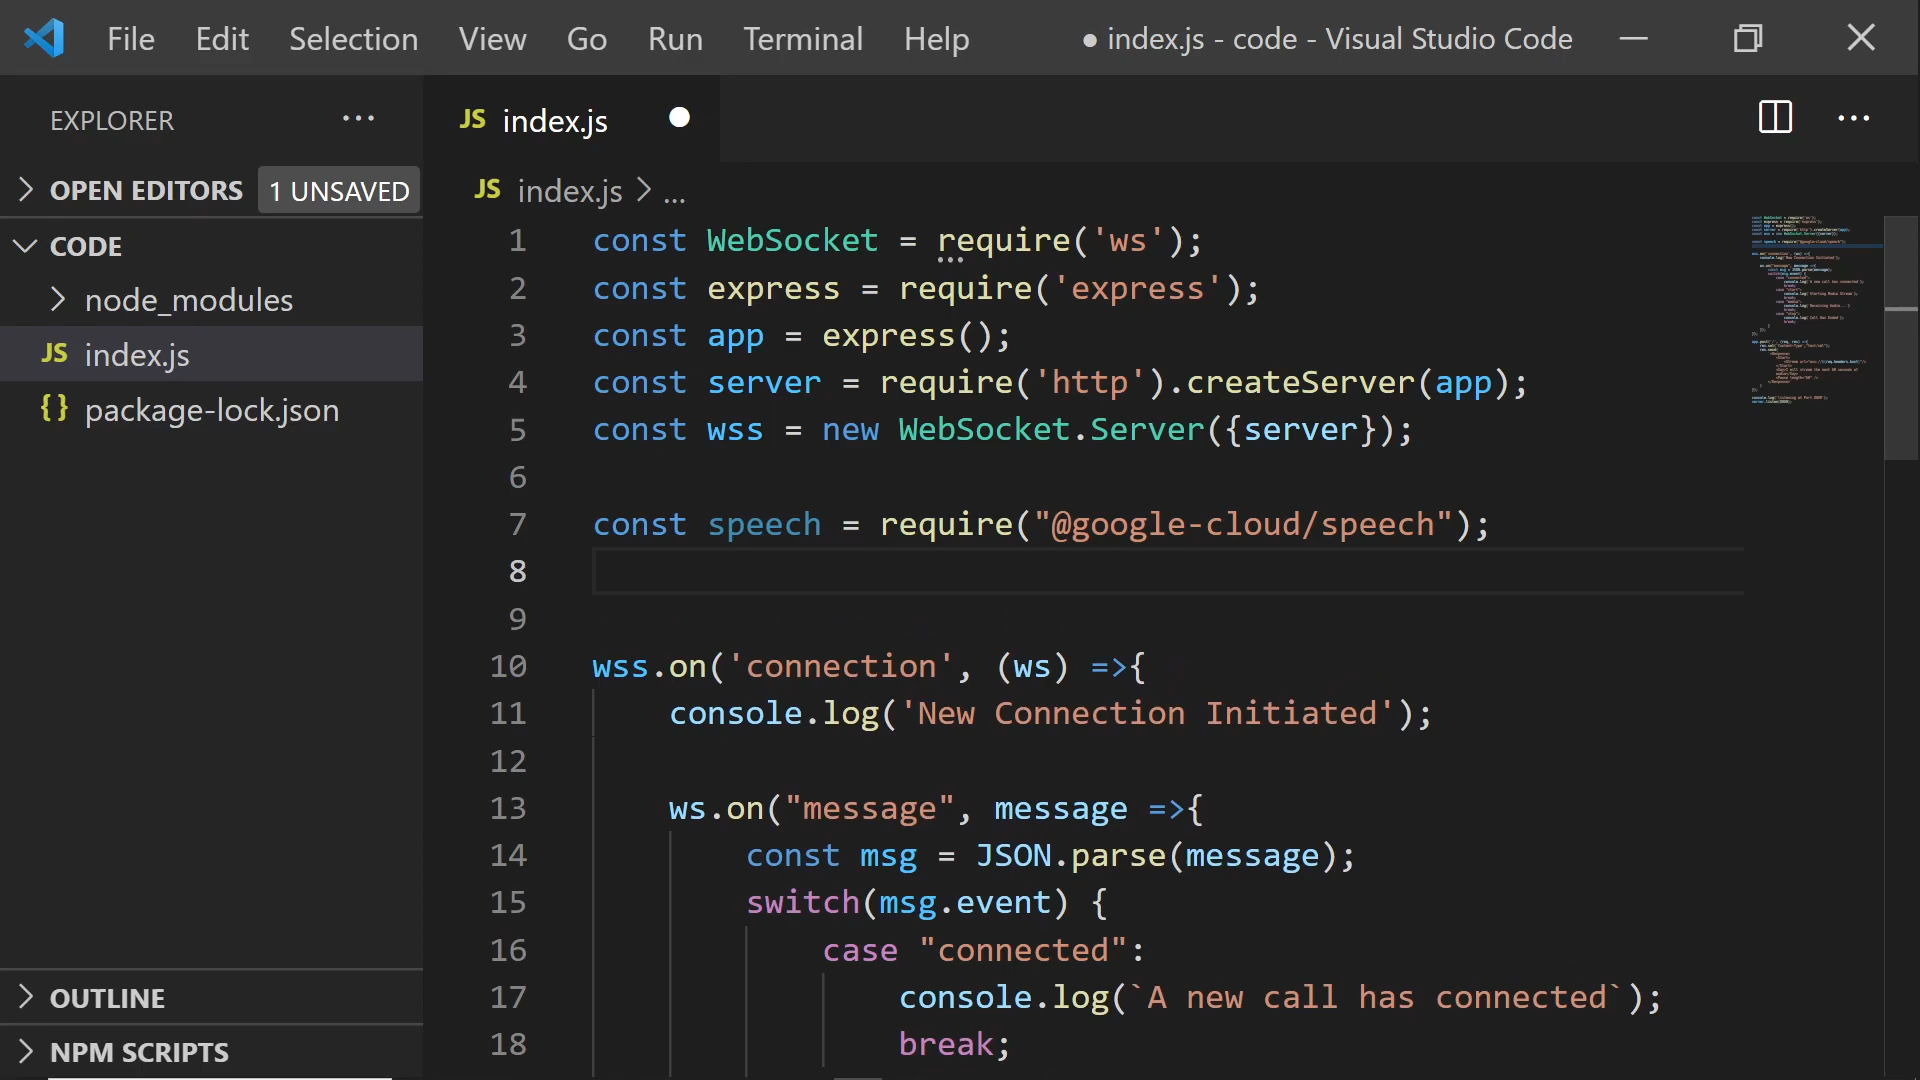 File Edit Selection View Go Run Terminal Help ● index.js - code - Visual Studio Code
EXPLORER ...
OPEN EDITORS 1 UNSAVED
CODE
node_modules
JS index.js
{} package-lock.json
OUTLINE
NPM SCRIPTS
JS index.js ●
JS index.js > ...
1 const WebSocket = require('ws');
2 const express = require('express');
3 const app = express();
4 const server = require('http').createServer(app);
5 const wss = new WebSocket.Server({server});
6
7 const speech = require("@google-cloud/speech");
8
9
10 wss.on('connection', (ws) =>{
11 console.log('New Connection Initiated');
12
13 ws.on("message", message =>{
14 const msg = JSON.parse(message);
15 switch(msg.event) {
16 case "connected":
17 console.log(`A new call has connected`);
18 break;